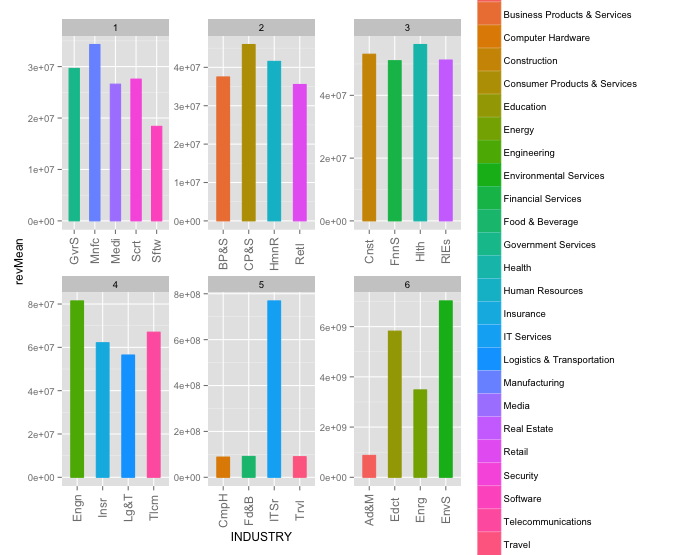 1
2
3
3e+07
2e+07
1e+07
0e+00
4e+07
3e+07
2e+07
1e+07
0e+00
4e+07
2e+07
0e+00
GvrS
Mnfc
Medi
Scrt
Sftw
BP&S
CP&S
HmnR
Retl
Cnst
FnnS
Hlth
RlEs
revMean
4
5
6
8e+07
6e+07
4e+07
2e+07
0e+00
8e+08
6e+08
4e+08
2e+08
0e+00
6e+09
4e+09
2e+09
0e+00
Engn
Insr
Lg&T
Tlcm
CmpH
Fd&B
ITSr
Trvl
Ad&M
Edct
Enrg
EnvS
INDUSTRY
Business Products & Services
Computer Hardware
Construction
Consumer Products & Services
Education
Energy
Engineering
Environmental Services
Financial Services
Food & Beverage
Government Services
Health
Human Resources
Insurance
IT Services
Logistics & Transportation
Manufacturing
Media
Real Estate
Retail
Security
Software
Telecommunications
Travel